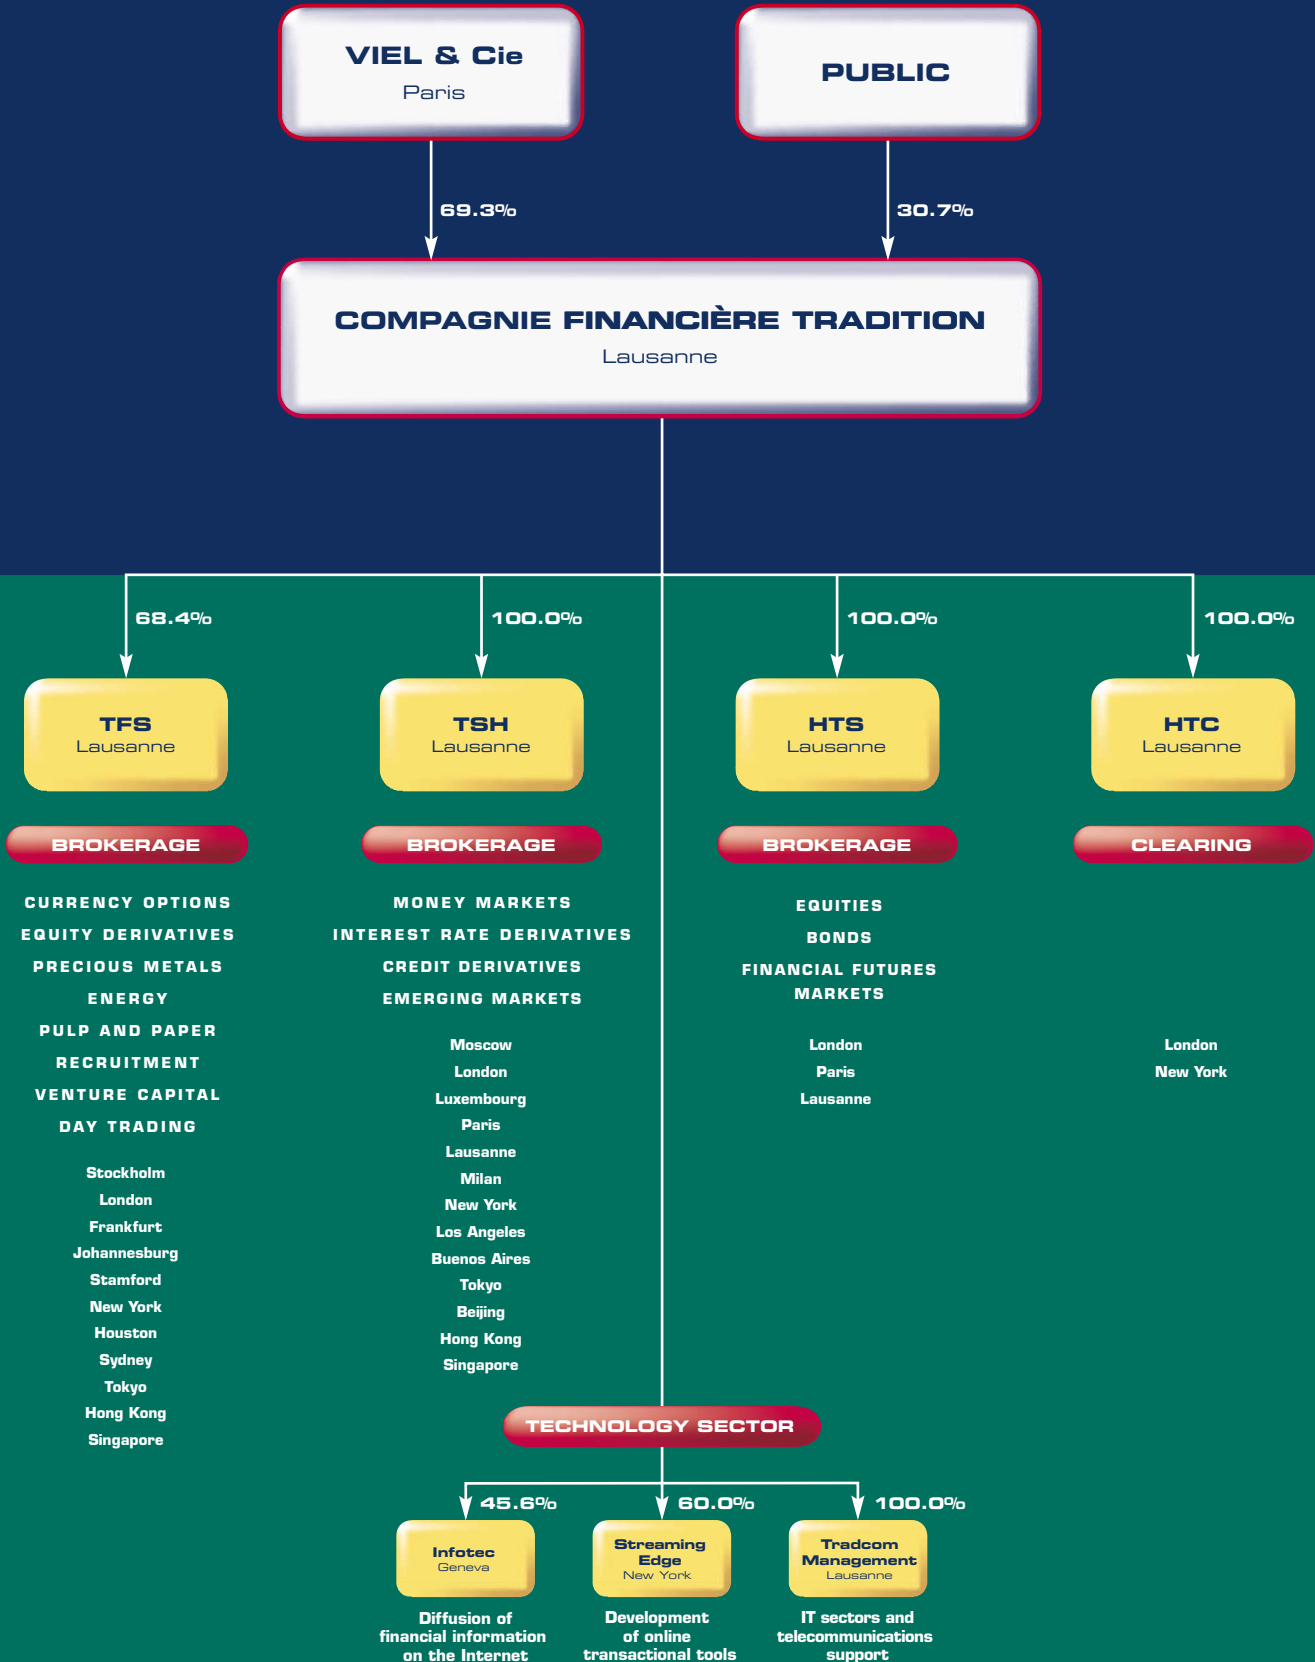 VIEL & Cie
Paris
PUBLIC
69.3%
30.7%
COMPAGNIE FINANCIÈRE TRADITION
Lausanne
68.4%
100.0%
100.0%
100.0%
TFS
Lausanne
TSH
Lausanne
HTS
Lausanne
HTC
Lausanne
BROKERAGE
BROKERAGE
BROKERAGE
CLEARING
CURRENCY OPTIONS
EQUITY DERIVATIVES
PRECIOUS METALS
ENERGY
PULP AND PAPER
RECRUITMENT
VENTURE CAPITAL
DAY TRADING
Stockholm
London
Frankfurt
Johannesburg
Stamford
New York
Houston
Sydney
Tokyo
Hong Kong
Singapore
MONEY MARKETS
INTEREST RATE DERIVATIVES
CREDIT DERIVATIVES
EMERGING MARKETS
Moscow
London
Luxembourg
Paris
Lausanne
Milan
New York
Los Angeles
Buenos Aires
Tokyo
Beijing
Hong Kong
Singapore
EQUITIES
BONDS
FINANCIAL FUTURES
MARKETS
London
Paris
Lausanne
London
New York
TECHNOLOGY SECTOR
45.6%
60.0%
100.0%
Infotec
Geneva
Streaming
Edge
New York
Tradcom
Management
Lausanne
Diffusion of
financial information
on the Internet
Development
of online
transactional tools
IT sectors and
telecommunications
support